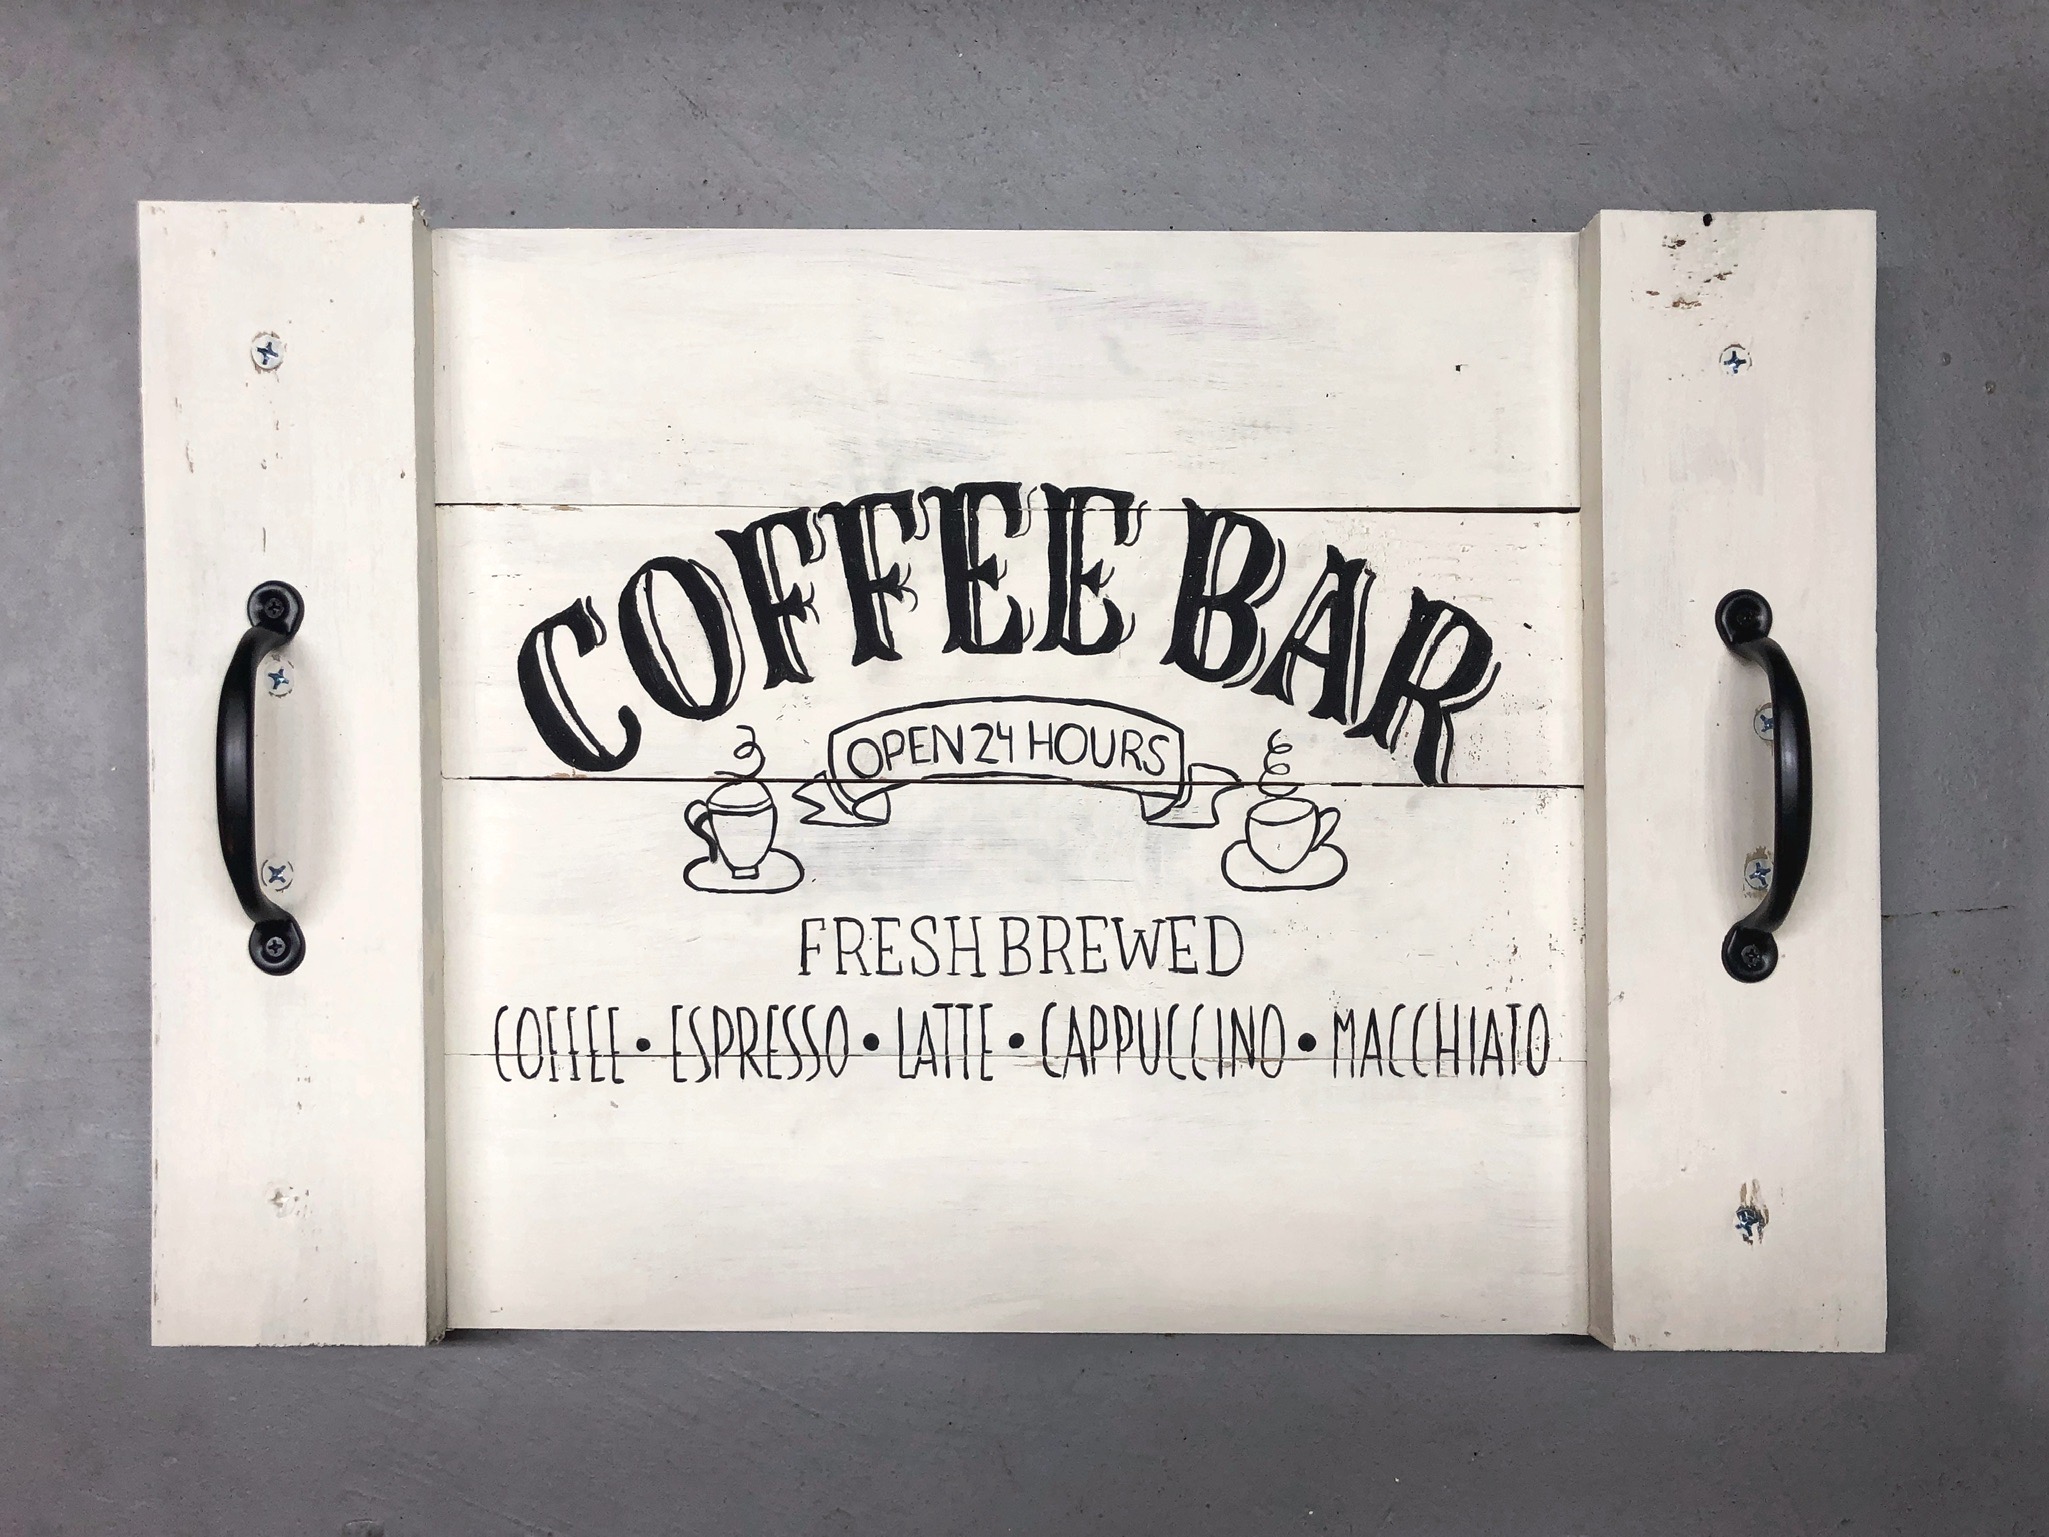 COFFEE BAR
OPEN 24 HOURS
FRESH BREWED
COFFEE • ESPRESSO • LATTE • CAPPUCCINO • MACCHIATO